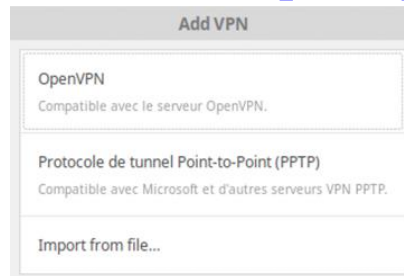 Add VPN
OpenVPN
Compatible avec le serveur OpenVPN.
Protocole de tunnel Point-to-Point (PPTP)
Compatible avec Microsoft et d'autres serveurs VPN PPTP.
Import from file...